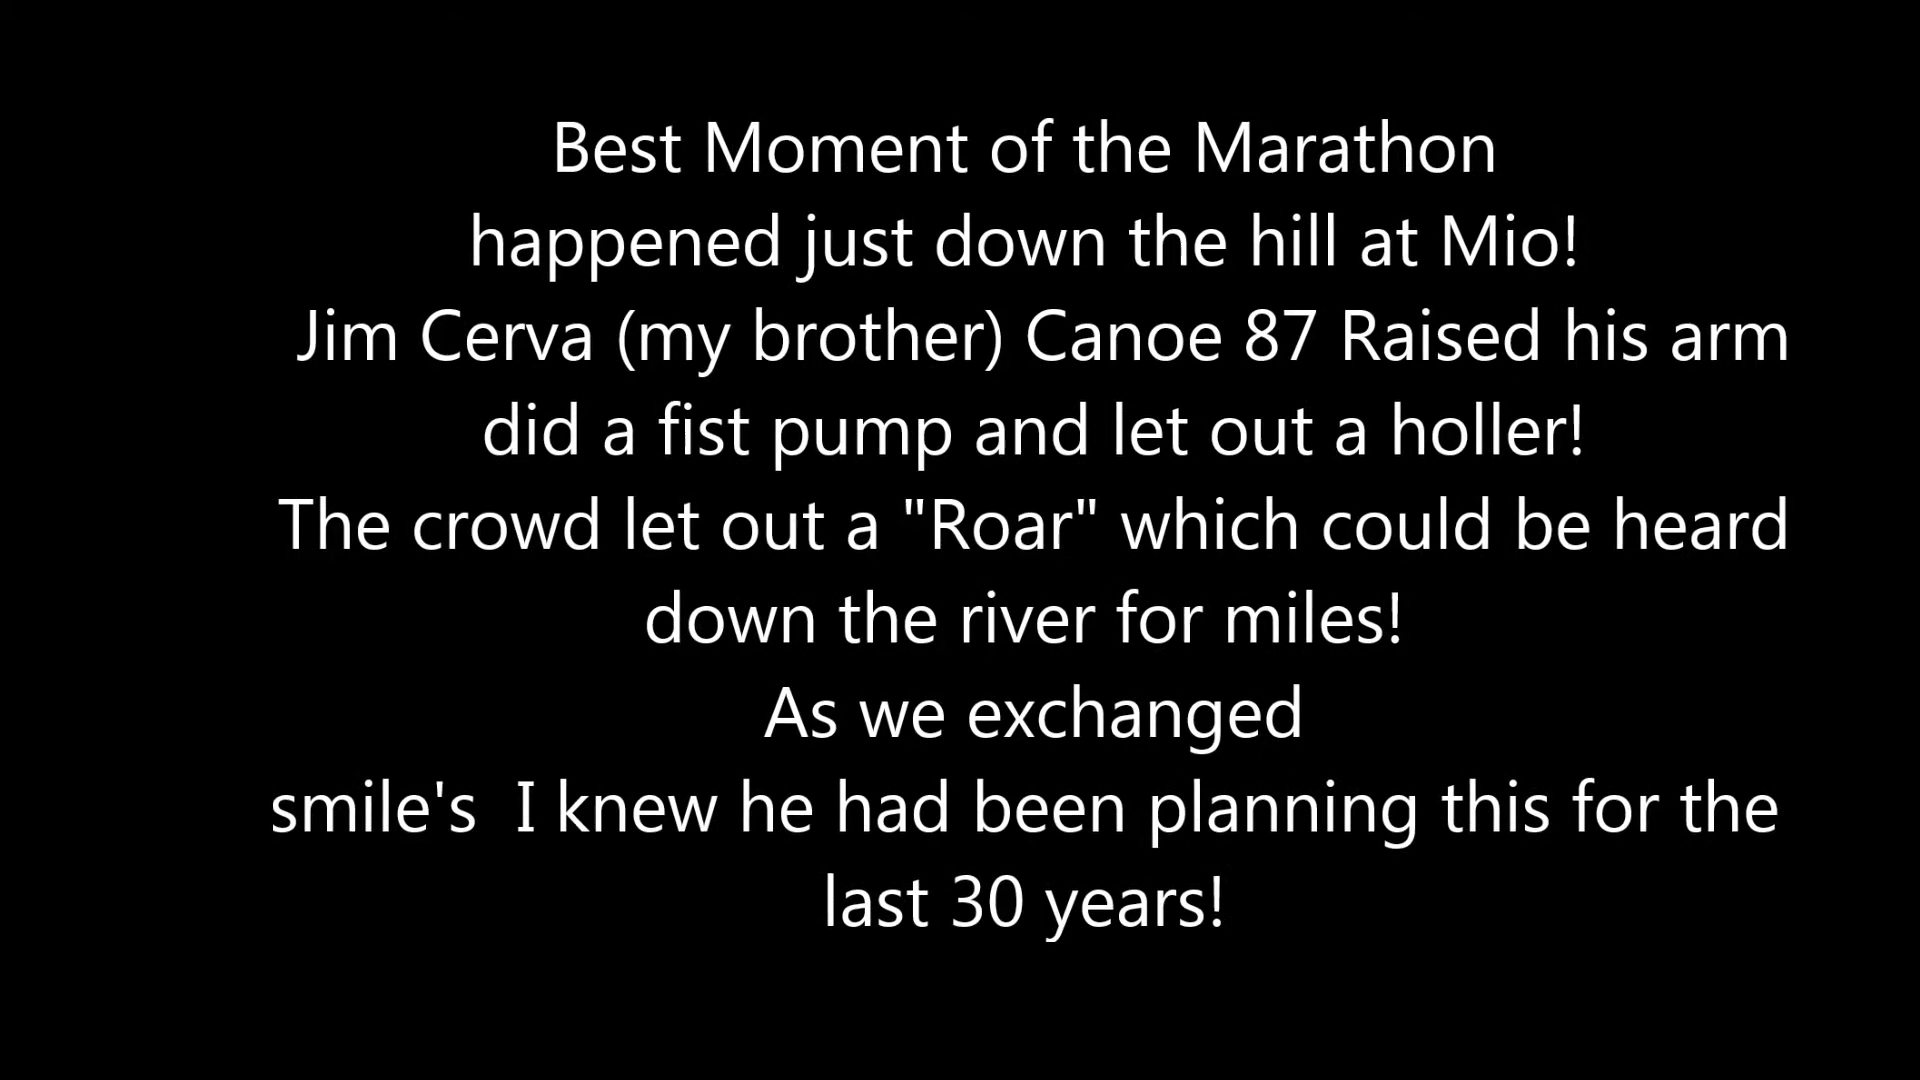 Best Moment of the Marathon
happened just down the hill at Mio!
Jim Cerva (my brother) Canoe 87 Raised his arm
did a fist pump and let out a holler!
The crowd let out a "Roar" which could be heard
down the river for miles!
As we exchanged
smile's  I knew he had been planning this for the
last 30 years!